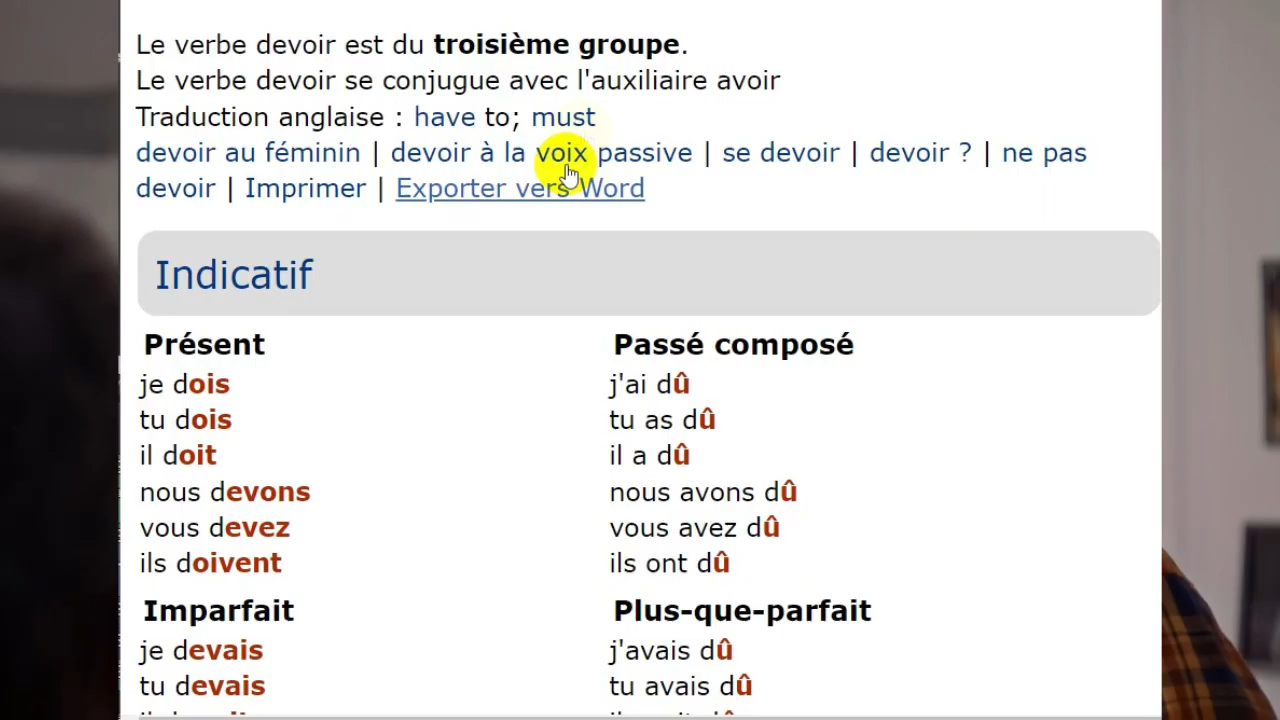 Le verbe devoir est du troisième groupe.
Le verbe devoir se conjugue avec l'auxiliaire avoir
Traduction anglaise : have to; must
devoir au féminin | devoir à la voix passive | se devoir | devoir ? | ne pas
devoir | Imprimer | Exporter vers Word
Indicatif
Présent
je dois
tu dois
il doit
nous devons
vous devez
ils doivent
Passé composé
j'ai dû
tu as dû
il a dû
nous avons dû
vous avez dû
ils ont dû
Imparfait
je devais
tu devais
Plus-que-parfait
j'avais dû
tu avais dû